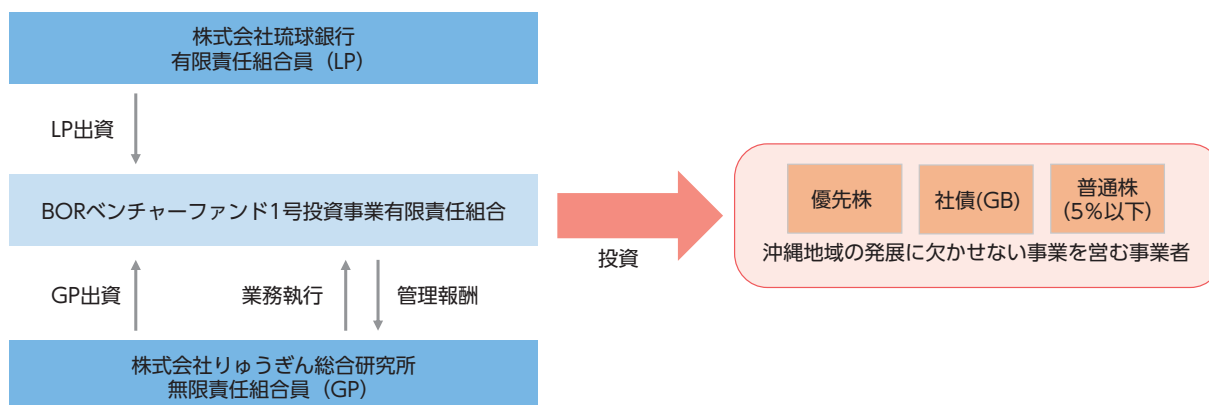 株式会社琉球銀行
有限責任組合員（LP）
LP出資
BORベンチャーファンド1号投資事業有限責任組合
GP出資
業務執行
管理報酬
株式会社りゅうぎん総合研究所
無限責任組合員（GP）
投資
優先株
社債(GB)
普通株
(5％以下)
沖縄地域の発展に欠かせない事業を営む事業者